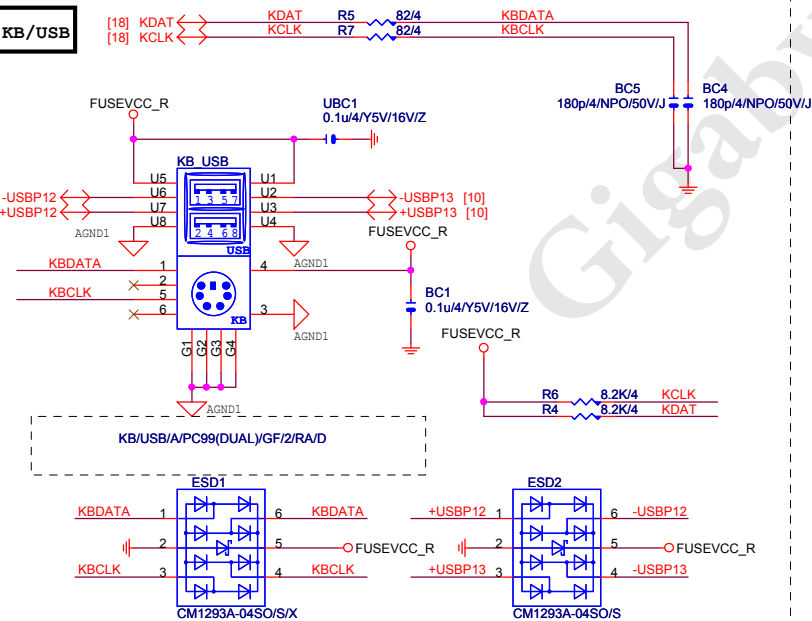 KB/USB
[18] KDAT KDAT R5 82/4 KBDATA
[18] KCLK KCLK R7 82/4 KBCLK
BC5 BC4
180p/4/NPO/50V/J 180p/4/NPO/50V/J
FUSEVCC_R UBC1
0.1u/4/Y5V/16V/Z
KB_USB
U5 U1
-USBP12 U6 1 3 5 7 U2 -USBP13 [10]
+USBP12 U7 U3 +USBP13 [10]
U8 2 4 6 8 U4
AGND1 USB FUSEVCC_R
KBDATA 1 4 AGND1
2
KBCLK 5
6 KB 3
BC1
0.1u/4/Y5V/16V/Z
AGND1
FUSEVCC_R
G1 G2 G3 G4
AGND1
R6 8.2K/4 KCLK
R4 8.2K/4 KDAT
KB/USB/A/PC99(DUAL)/GF/2/RA/D
ESD1 ESD2
KBDATA 1 6 KBDATA +USBP12 1 6 -USBP12
2 5 FUSEVCC_R 2 5 FUSEVCC_R
KBCLK 3 4 KBCLK +USBP13 3 4 -USBP13
CM1293A-04SO/S/X CM1293A-04SO/S
Gigaby